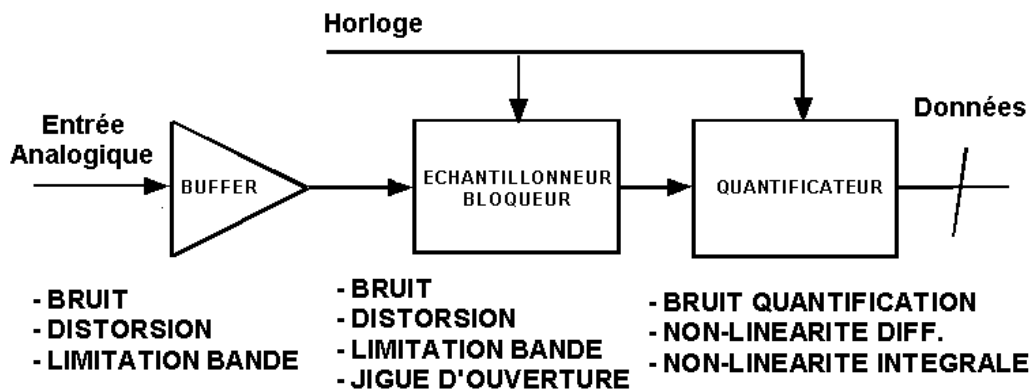 Horloge
Entrée
Analogique
BUFFER
ECHANTILLONNEUR
BLOQUEUR
QUANTIFICATEUR
Données
- BRUIT
- DISTORSION
- LIMITATION BANDE
- BRUIT
- DISTORSION
- LIMITATION BANDE
- JIGUE D'OUVERTURE
- BRUIT QUANTIFICATION
- NON-LINEARITE DIFF.
- NON-LINEARITE INTEGRALE